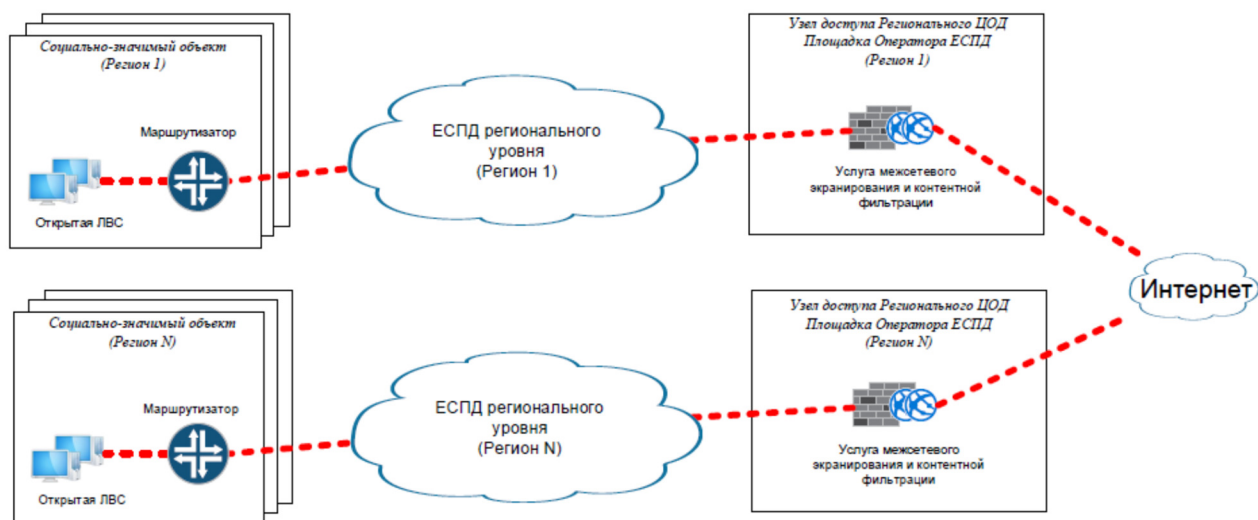 Социально-значимый объект
(Регион 1)
Маршрутизатор
Открытая ЛВС
ЕСПД регионального
уровня
(Регион 1)
Узел доступа Регионального ЦОД
Площадка Оператора ЕСПД
(Регион 1)
Услуга межсетевого
экранирования и контентной
фильтрации
Интернет
Социально-значимый объект
(Регион N)
Маршрутизатор
Открытая ЛВС
ЕСПД регионального
уровня
(Регион N)
Узел доступа Регионального ЦОД
Площадка Оператора ЕСПД
(Регион N)
Услуга межсетевого
экранирования и контентной
фильтрации